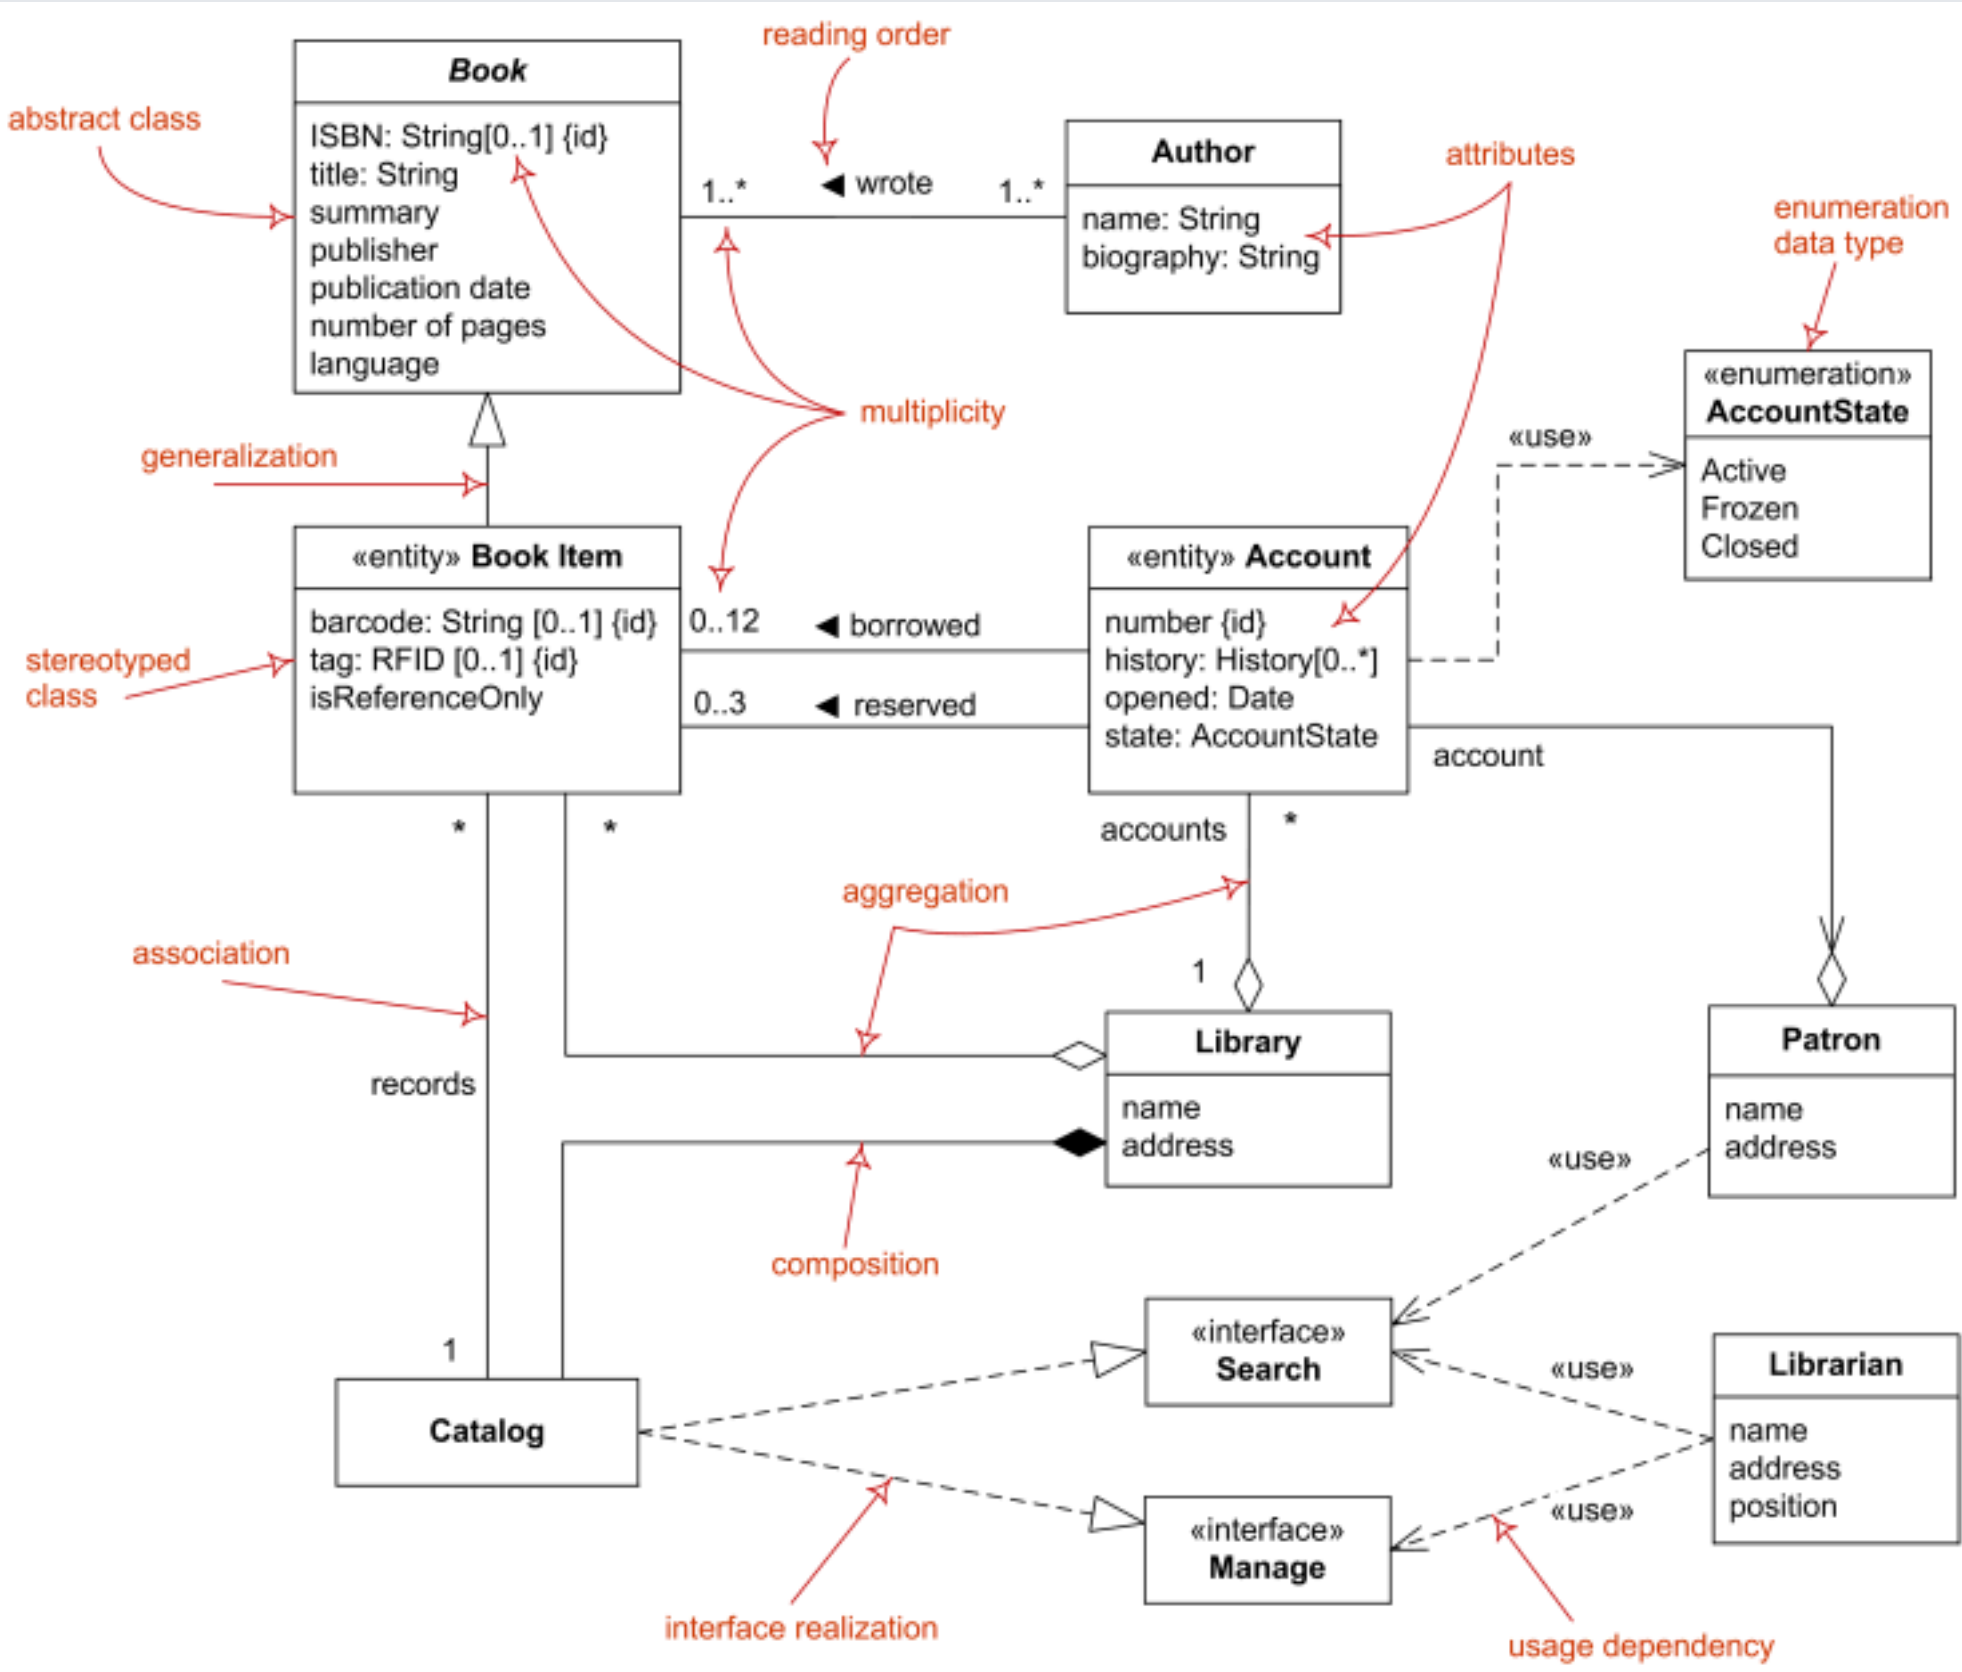 reading order
Book
abstract class
ISBN: String[0..1] {id}
title: String
summary
publisher
publication date
number of pages
language
1..*
◀ wrote
1..*
Author
name: String
biography: String
attributes
enumeration
data type
«enumeration»
AccountState
Active
Frozen
Closed
multiplicity
generalization
«use»
«entity» Book Item
barcode: String [0..1] {id}
tag: RFID [0..1] {id}
isReferenceOnly
stereotyped
class
0..12
◀ borrowed
0..3
◀ reserved
«entity» Account
number {id}
history: History[0..*]
opened: Date
state: AccountState
account
*
*
accounts
*
aggregation
association
1
records
Library
name
address
Patron
name
address
composition
«use»
1
Catalog
«interface»
Search
«use»
Librarian
name
address
position
«interface»
Manage
«use»
interface realization
usage dependency